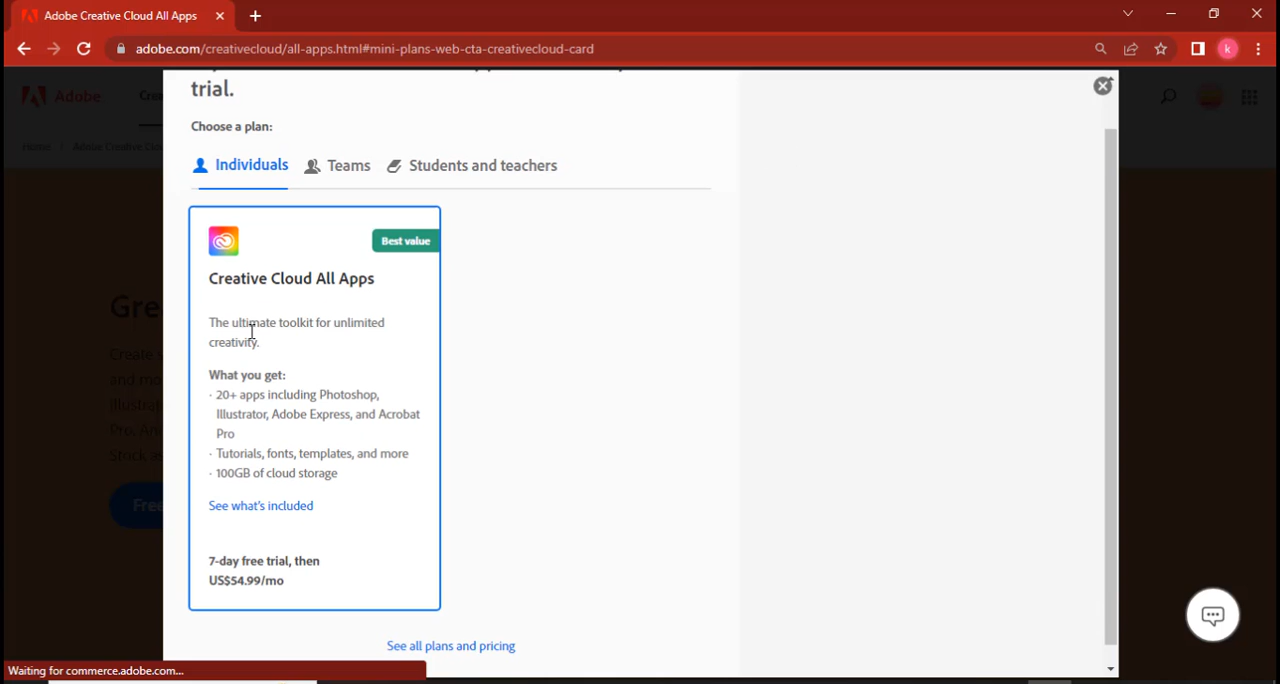 Adobe Creative Cloud All Apps
adobe.com/creativecloud/all-apps.html#mini-plans-web-cta-creativecloud-card
k
Adobe
Home
trial.
Choose a plan:
Individuals
Teams
Students and teachers
Best value
Creative Cloud All Apps
The ultimate toolkit for unlimited
creativity.
What you get:
· 20+ apps including Photoshop,
Illustrator, Adobe Express, and Acrobat
Pro
· Tutorials, fonts, templates, and more
· 100GB of cloud storage
See what's included
7-day free trial, then
US$54.99/mo
See all plans and pricing
Waiting for commerce.adobe.com...